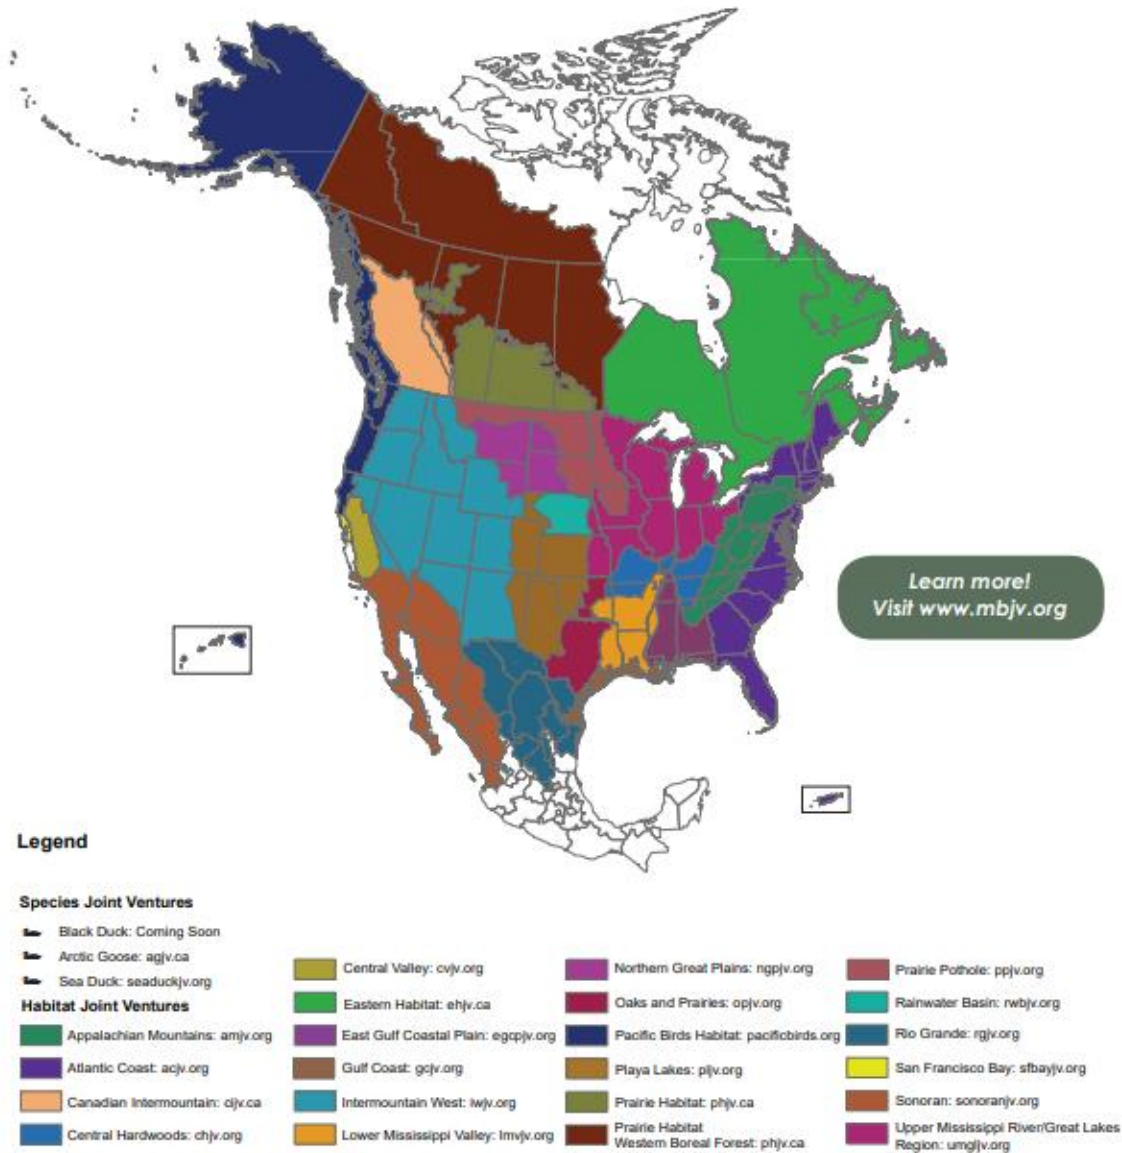 Learn more!
Visit www.mbjv.org
Legend
Species Joint Ventures
Black Duck: Coming Soon
Arctic Goose: agjv.ca
Sea Duck: seaduckjv.org
Habitat Joint Ventures
Appalachian Mountains: amjv.org
Atlantic Coast: acjv.org
Canadian Intermountain: cijv.ca
Central Hardwoods: chjv.org
Central Valley: cvjv.org
Eastern Habitat: ehjv.ca
East Gulf Coastal Plain: egcpjv.org
Gulf Coast: gcjv.org
Intermountain West: iwjv.org
Lower Mississippi Valley: lmvjv.org
Northern Great Plains: ngpjv.org
Oaks and Prairies: opjv.org
Pacific Birds Habitat: pacificbirds.org
Playa Lakes: pljv.org
Prairie Habitat: phjv.ca
Prairie Habitat
Western Boreal Forest: phjv.ca
Prairie Pothole: ppjv.org
Rainwater Basin: rwbjv.org
Rio Grande: rgjv.org
San Francisco Bay: sfbayjv.org
Sonoran: sonoranjv.org
Upper Mississippi River/Great Lakes
Region: umgljv.org